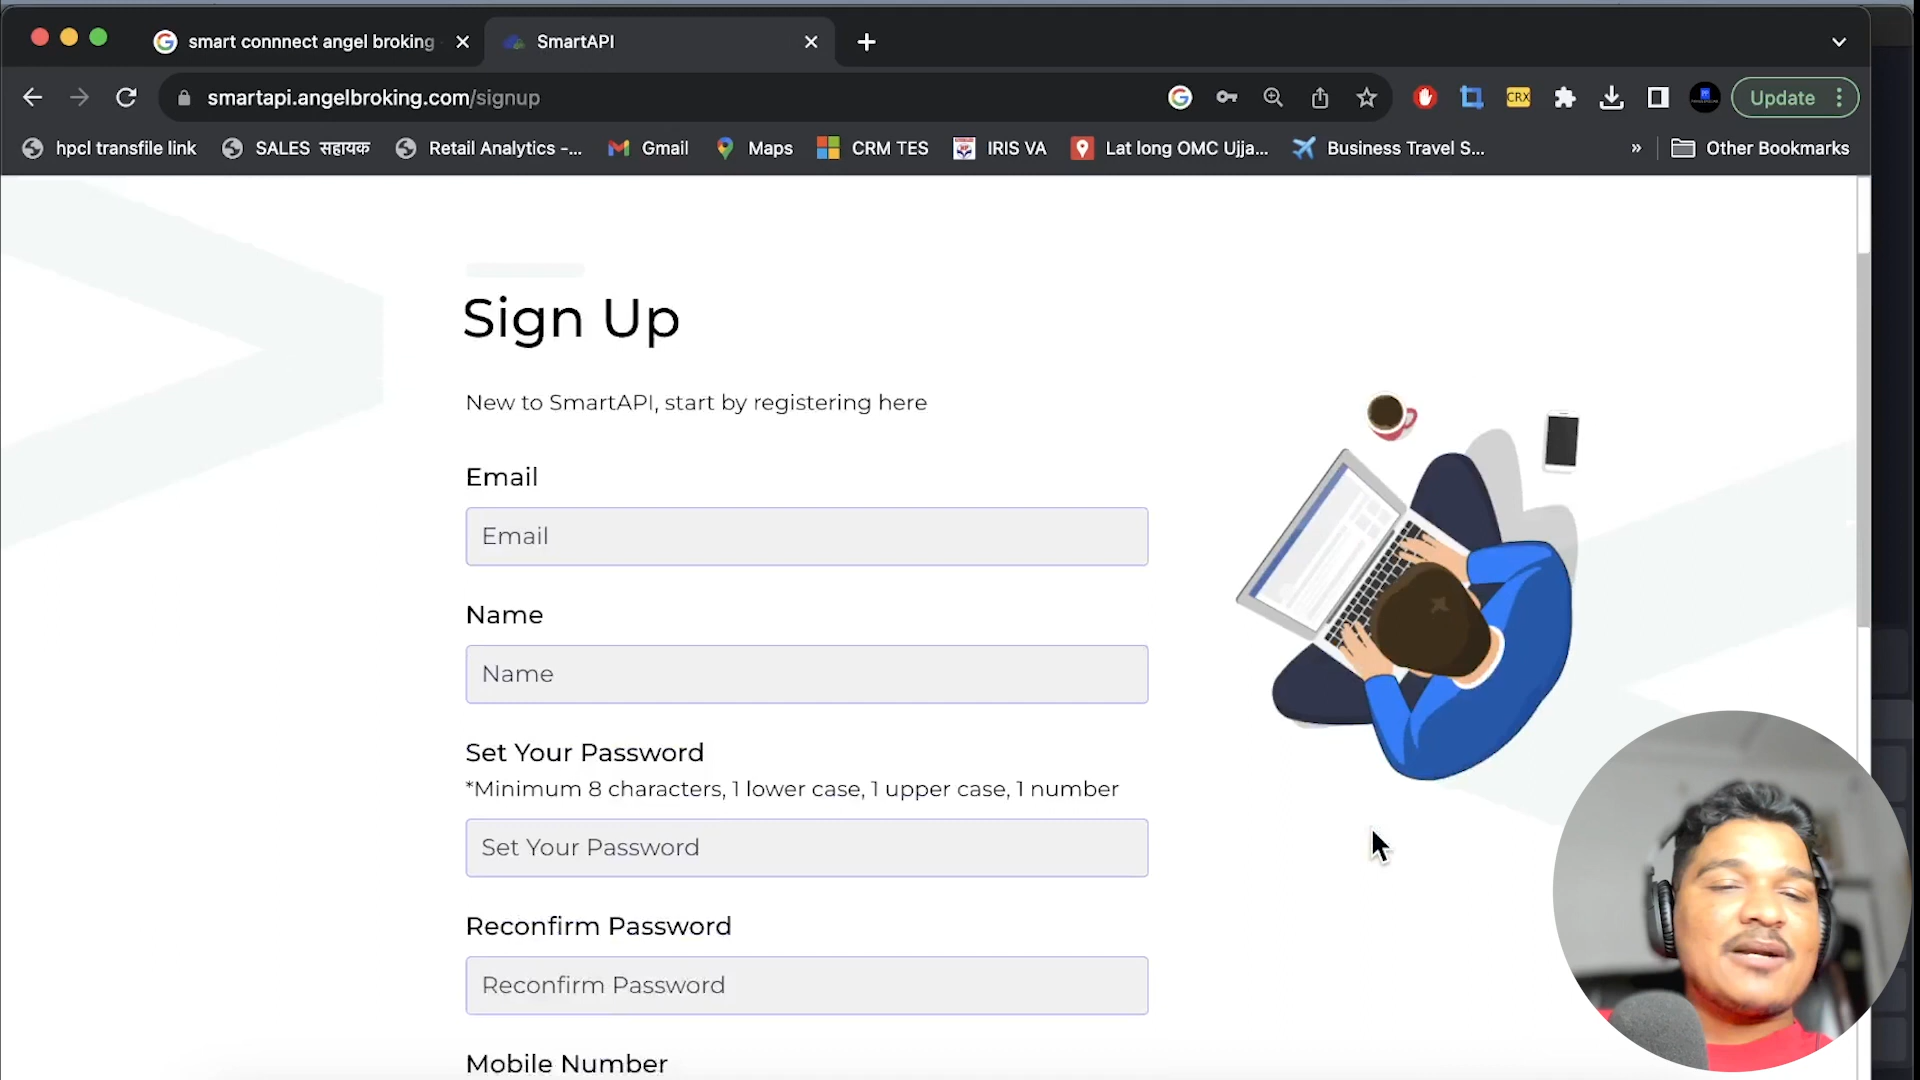 smart connnect angel broking
SmartAPI
smartapi.angelbroking.com/signup
CRX
Update
hpcl transfile link
SALES सहायक
Retail Analytics -...
Gmail
Maps
CRM TES
IRIS VA
Lat long OMC Ujja...
Business Travel S...
»
Other Bookmarks
Sign Up
New to SmartAPI, start by registering here
Email
Email
Name
Name
Set Your Password
*Minimum 8 characters, 1 lower case, 1 upper case, 1 number
Set Your Password
Reconfirm Password
Reconfirm Password
Mobile Number